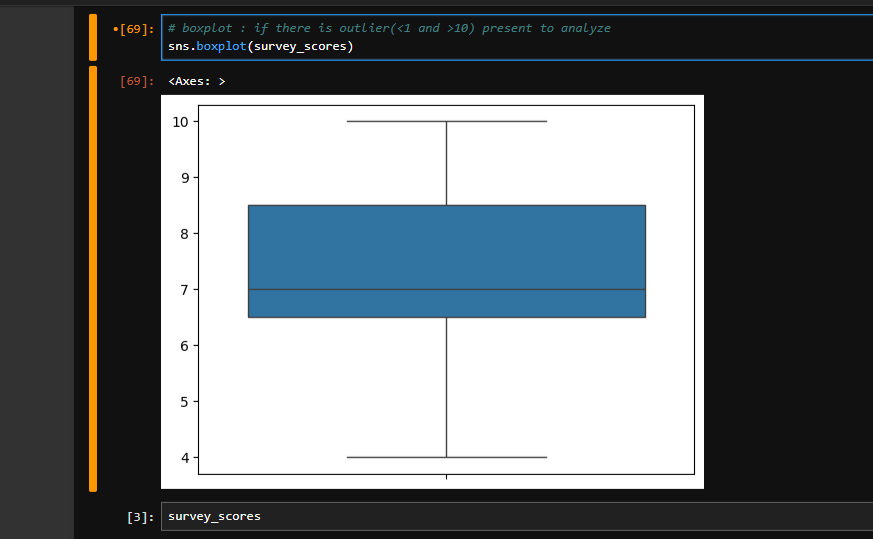 [69]: # boxplot : if there is outlier(<1 and >10) present to analyze
sns.boxplot(survey_scores)
[69]: <Axes: >
10
9
8
7
6
5
4
[3]: survey_scores